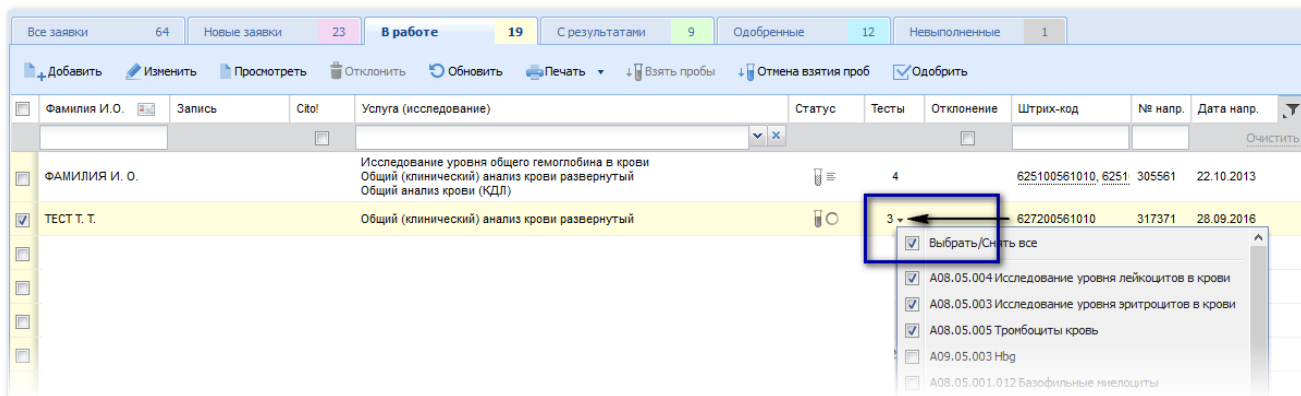 Все заявки 64 Новые заявки 23 В работе 19 С результатами 9 Одобренные 12 Невыполненные 1
Добавить Изменить Просмотреть Отклонить Обновить Печать Взять пробы Отмена взятия проб Одобрить
Фамилия И.О. Запись Cito! Услуга (исследование) Статус Тесты Отклонение Штрих-код № напр. Дата напр.
Очистить
Исследование уровня общего гемоглобина в крови
ФАМИЛИЯ И. О. Общий (клинический) анализ крови развернутый 4 625100561010, 6251 305561 22.10.2013
Общий анализ крови (КДЛ)
ТЕСТ Т. Т. Общий (клинический) анализ крови развернутый 3 627200561010 317371 28.09.2016
Выбрать/Снять все
A08.05.004 Исследование уровня лейкоцитов в крови
A08.05.003 Исследование уровня эритроцитов в крови
A08.05.005 Тромбоциты кровь
A09.05.003 Hbg
A08.05.001.012 Базофильные миелоциты